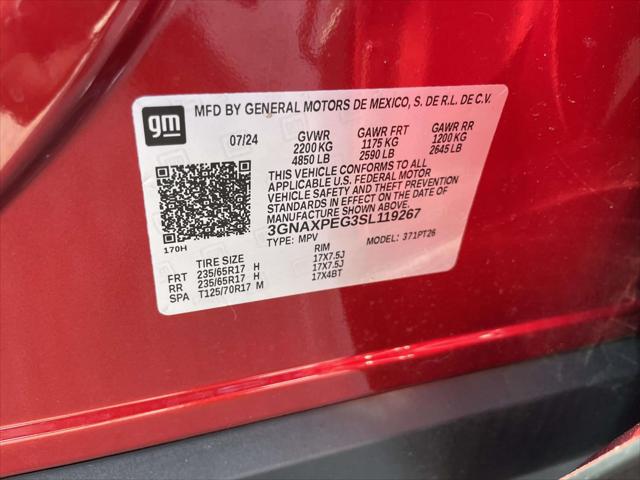 MFD BY GENERAL MOTORS DE MEXICO, S. DE R.L. DE C.V.
gm
07/24
GVWR GAWR FRT GAWR RR
2200 KG 1175 KG 1200 KG
4850 LB 2590 LB 2645 LB
THIS VEHICLE CONFORMS TO ALL
APPLICABLE U.S. FEDERAL MOTOR
VEHICLE SAFETY AND THEFT PREVENTION
STANDARDS IN EFFECT ON THE DATE OF
MANUFACTURE SHOWN ABOVE.
3GNAXPEG3SL119267
TYPE: MPV MODEL: 371PT26
170H
TIRE SIZE RIM
FRT 235/65R17 H 17X7.5J
RR 235/65R17 H 17X7.5J
SPA T125/70R17 M 17X4BT